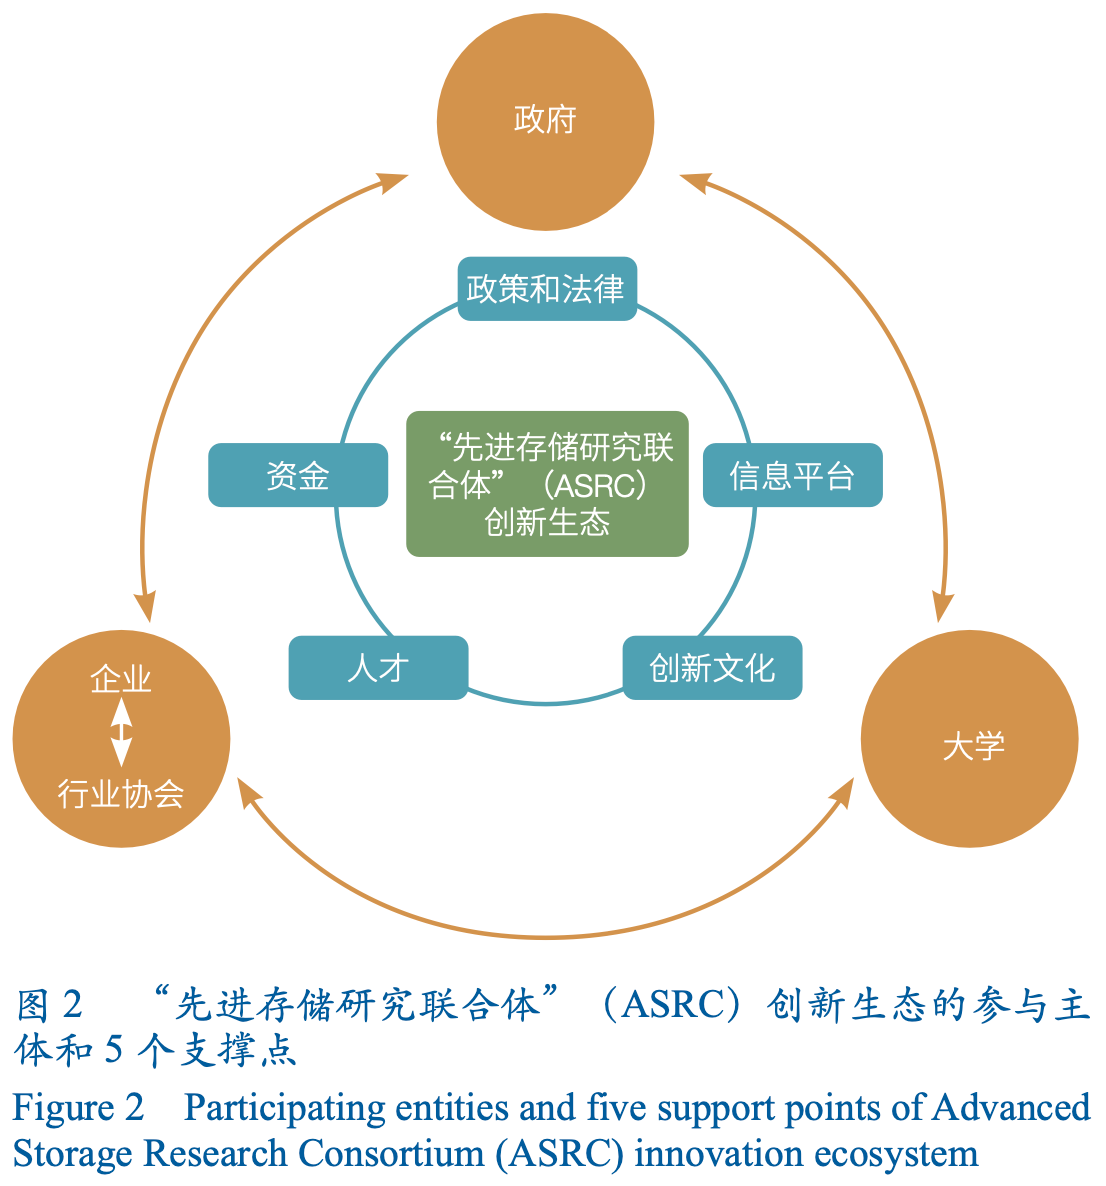 政府
政策和法律
“先进存储研究联
合体”（ASRC）
创新生态
资金
信息平台
人才
创新文化
企业
行业协会
大学
图 2 “先进存储研究联合体”（ASRC）创新生态的参与主
体和 5 个支撑点
Figure 2 Participating entities and five support points of Advanced
Storage Research Consortium (ASRC) innovation ecosystem